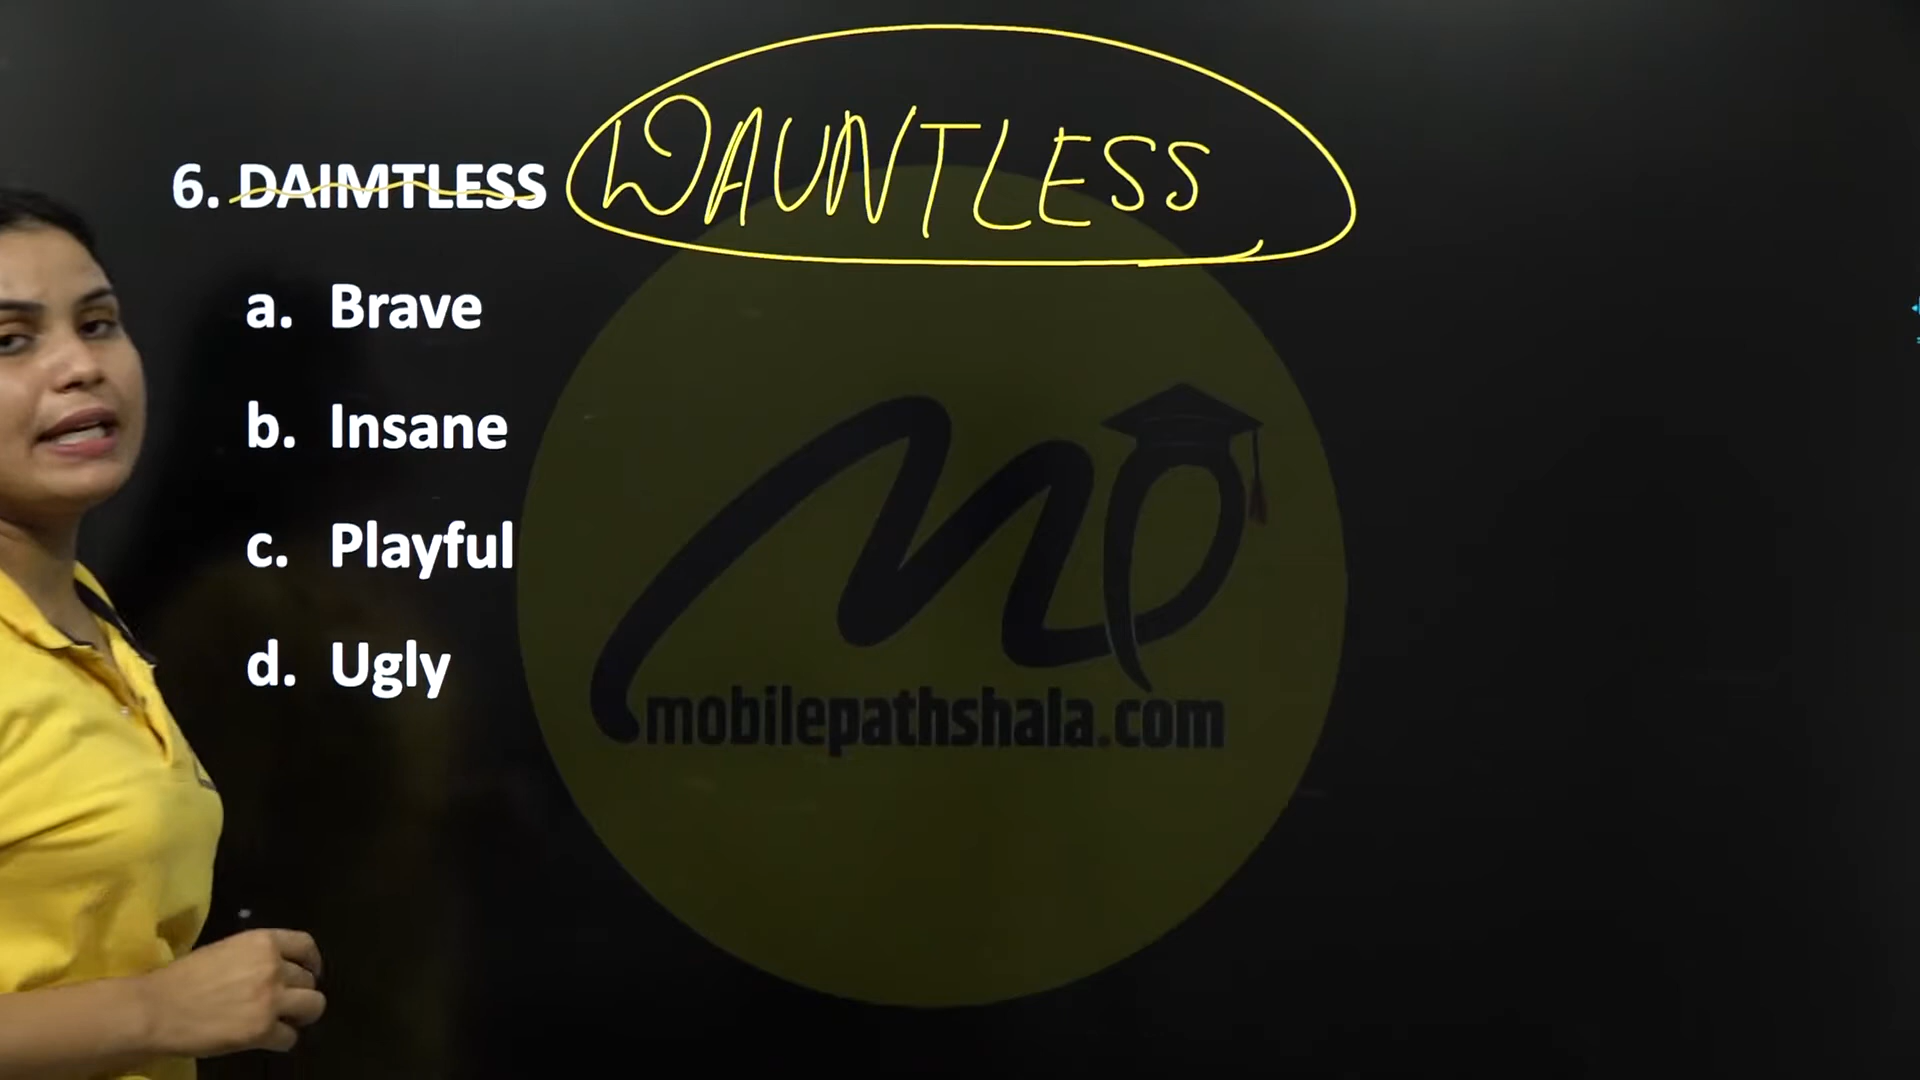 6. DAIMTLESS DAUNTLESS
a. Brave
b. Insane
c. Playful
d. Ugly
mobilepathshala.com